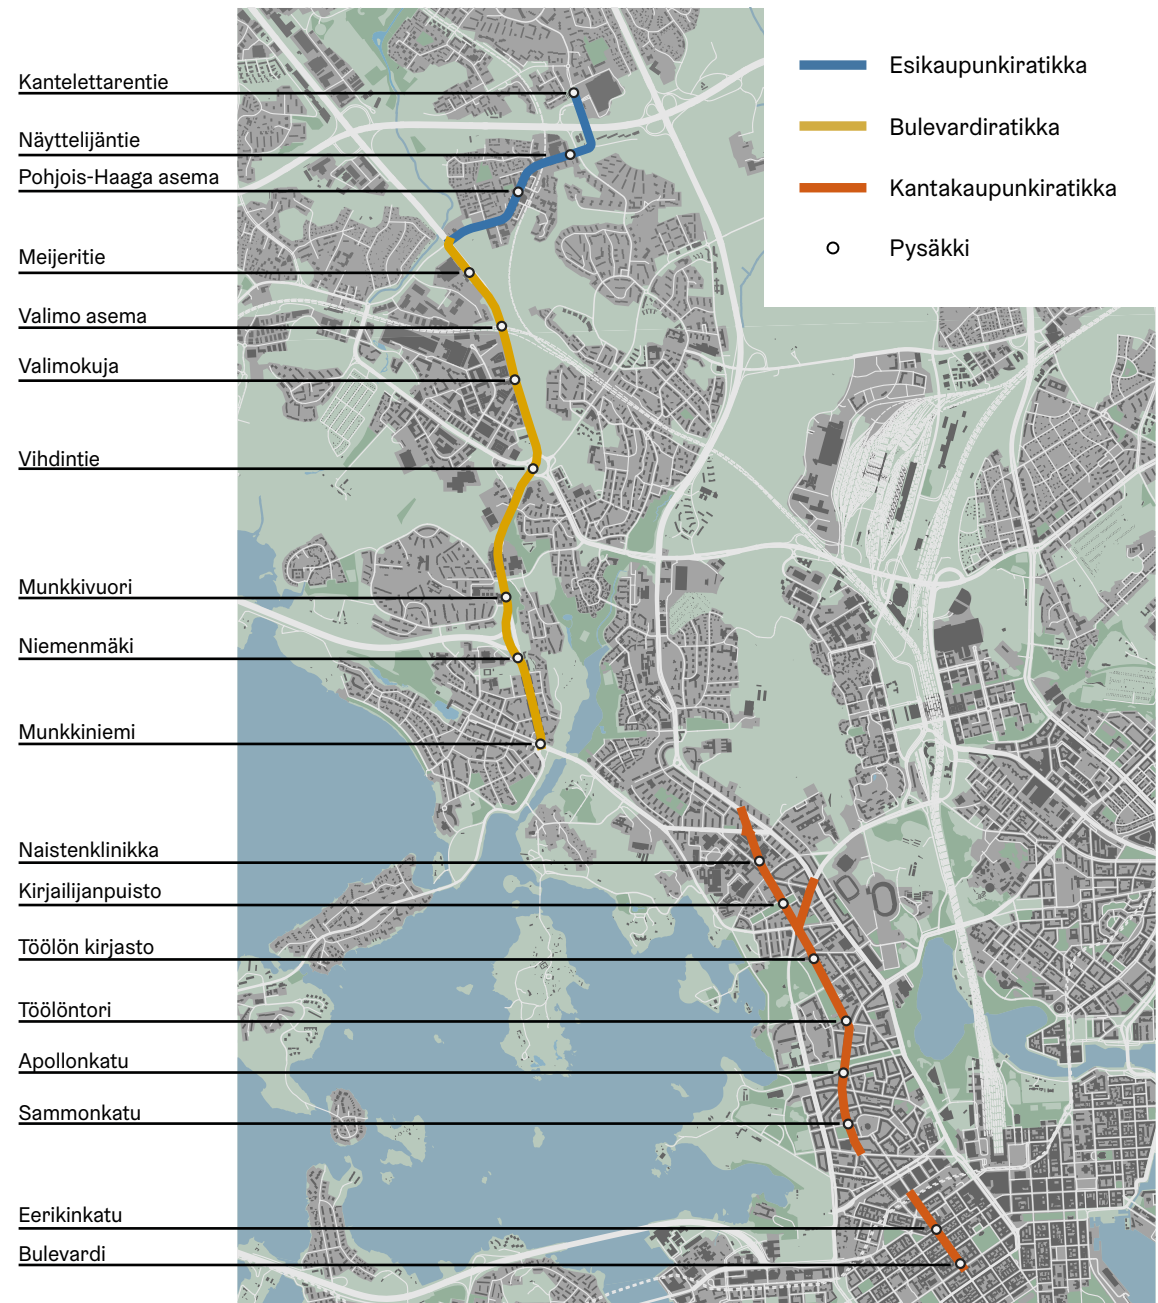 Kantelettarentie
Näyttelijäntie
Pohjois-Haaga asema
Meijeritie
Valimo asema
Valimokuja
Vihdintie
Munkkivuori
Niemenmäki
Munkkiniemi
Naistenklinikka
Kirjailijanpuisto
Töölön kirjasto
Töölöntori
Apollonkatu
Sammonkatu
Eerikinkatu
Bulevardi
Esikaupunkiratikka
Bulevardiratikka
Kantakaupunkiratikka
Pysäkki